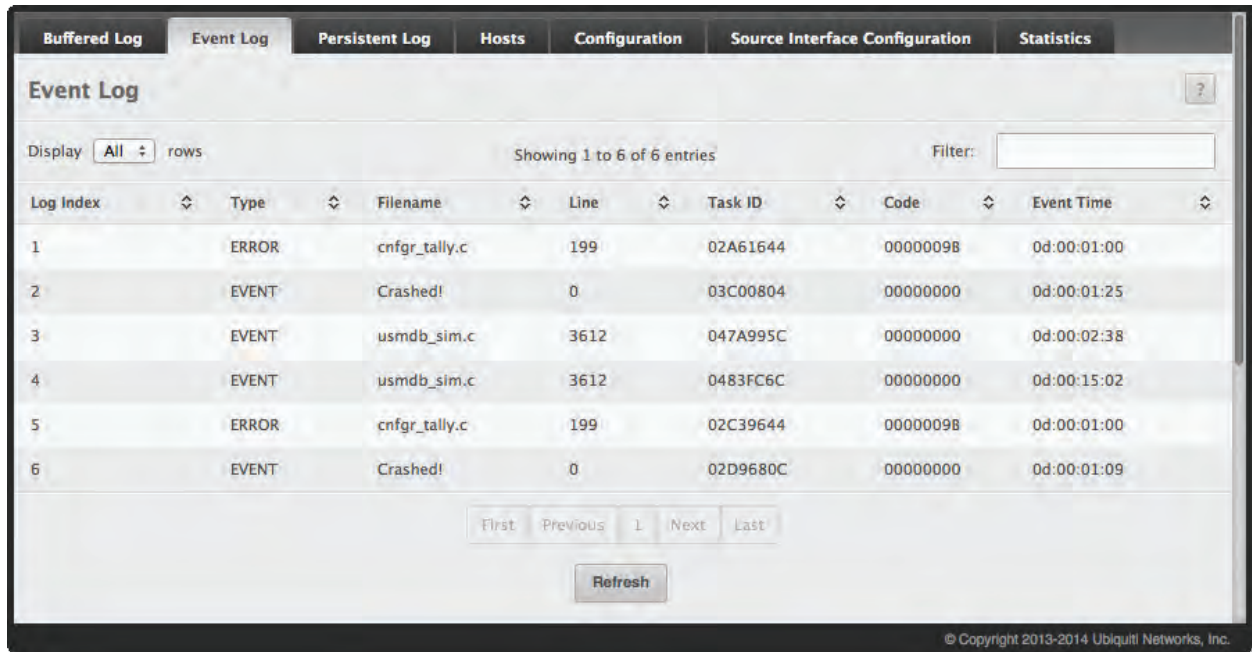 Buffered Log Event Log Persistent Log Hosts Configuration Source Interface Configuration Statistics
Event Log ?
Display All rows Showing 1 to 6 of 6 entries Filter:
Log Index Type Filename Line Task ID Code Event Time
1 ERROR cnfgr_tally.c 199 02A61644 0000009B 0d:00:01:00
2 EVENT Crashed! 0 03C00804 00000000 0d:00:01:25
3 EVENT usmdb_sim.c 3612 047A995C 00000000 0d:00:02:38
4 EVENT usmdb_sim.c 3612 0483FC6C 00000000 0d:00:15:02
5 ERROR cnfgr_tally.c 199 02C39644 0000009B 0d:00:01:00
6 EVENT Crashed! 0 02D9680C 00000000 0d:00:01:09
First Previous 1 Next Last
Refresh
© Copyright 2013-2014 Ubiquiti Networks, Inc.